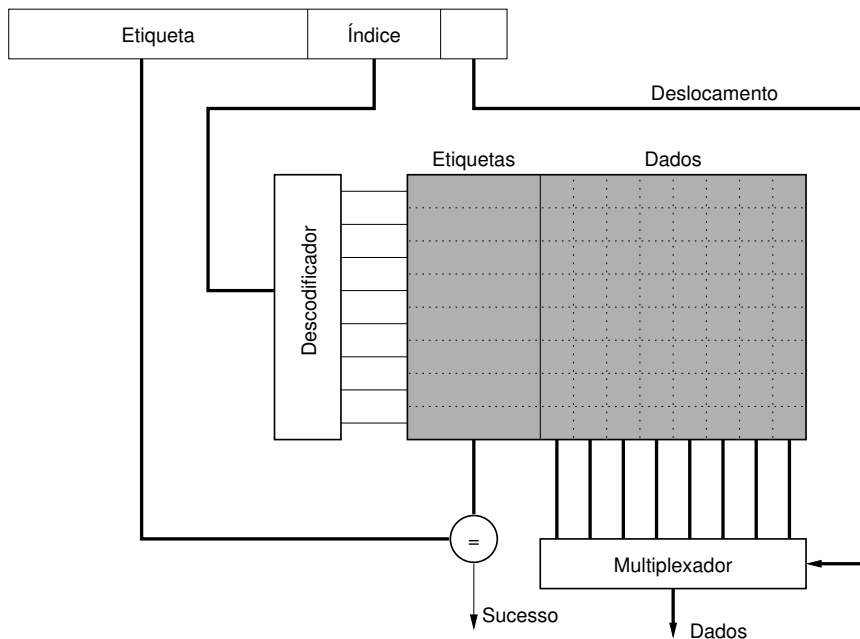 Etiqueta
Índice
Deslocamento
Etiquetas
Dados
Descodificador
=
Multiplexador
Sucesso
Dados